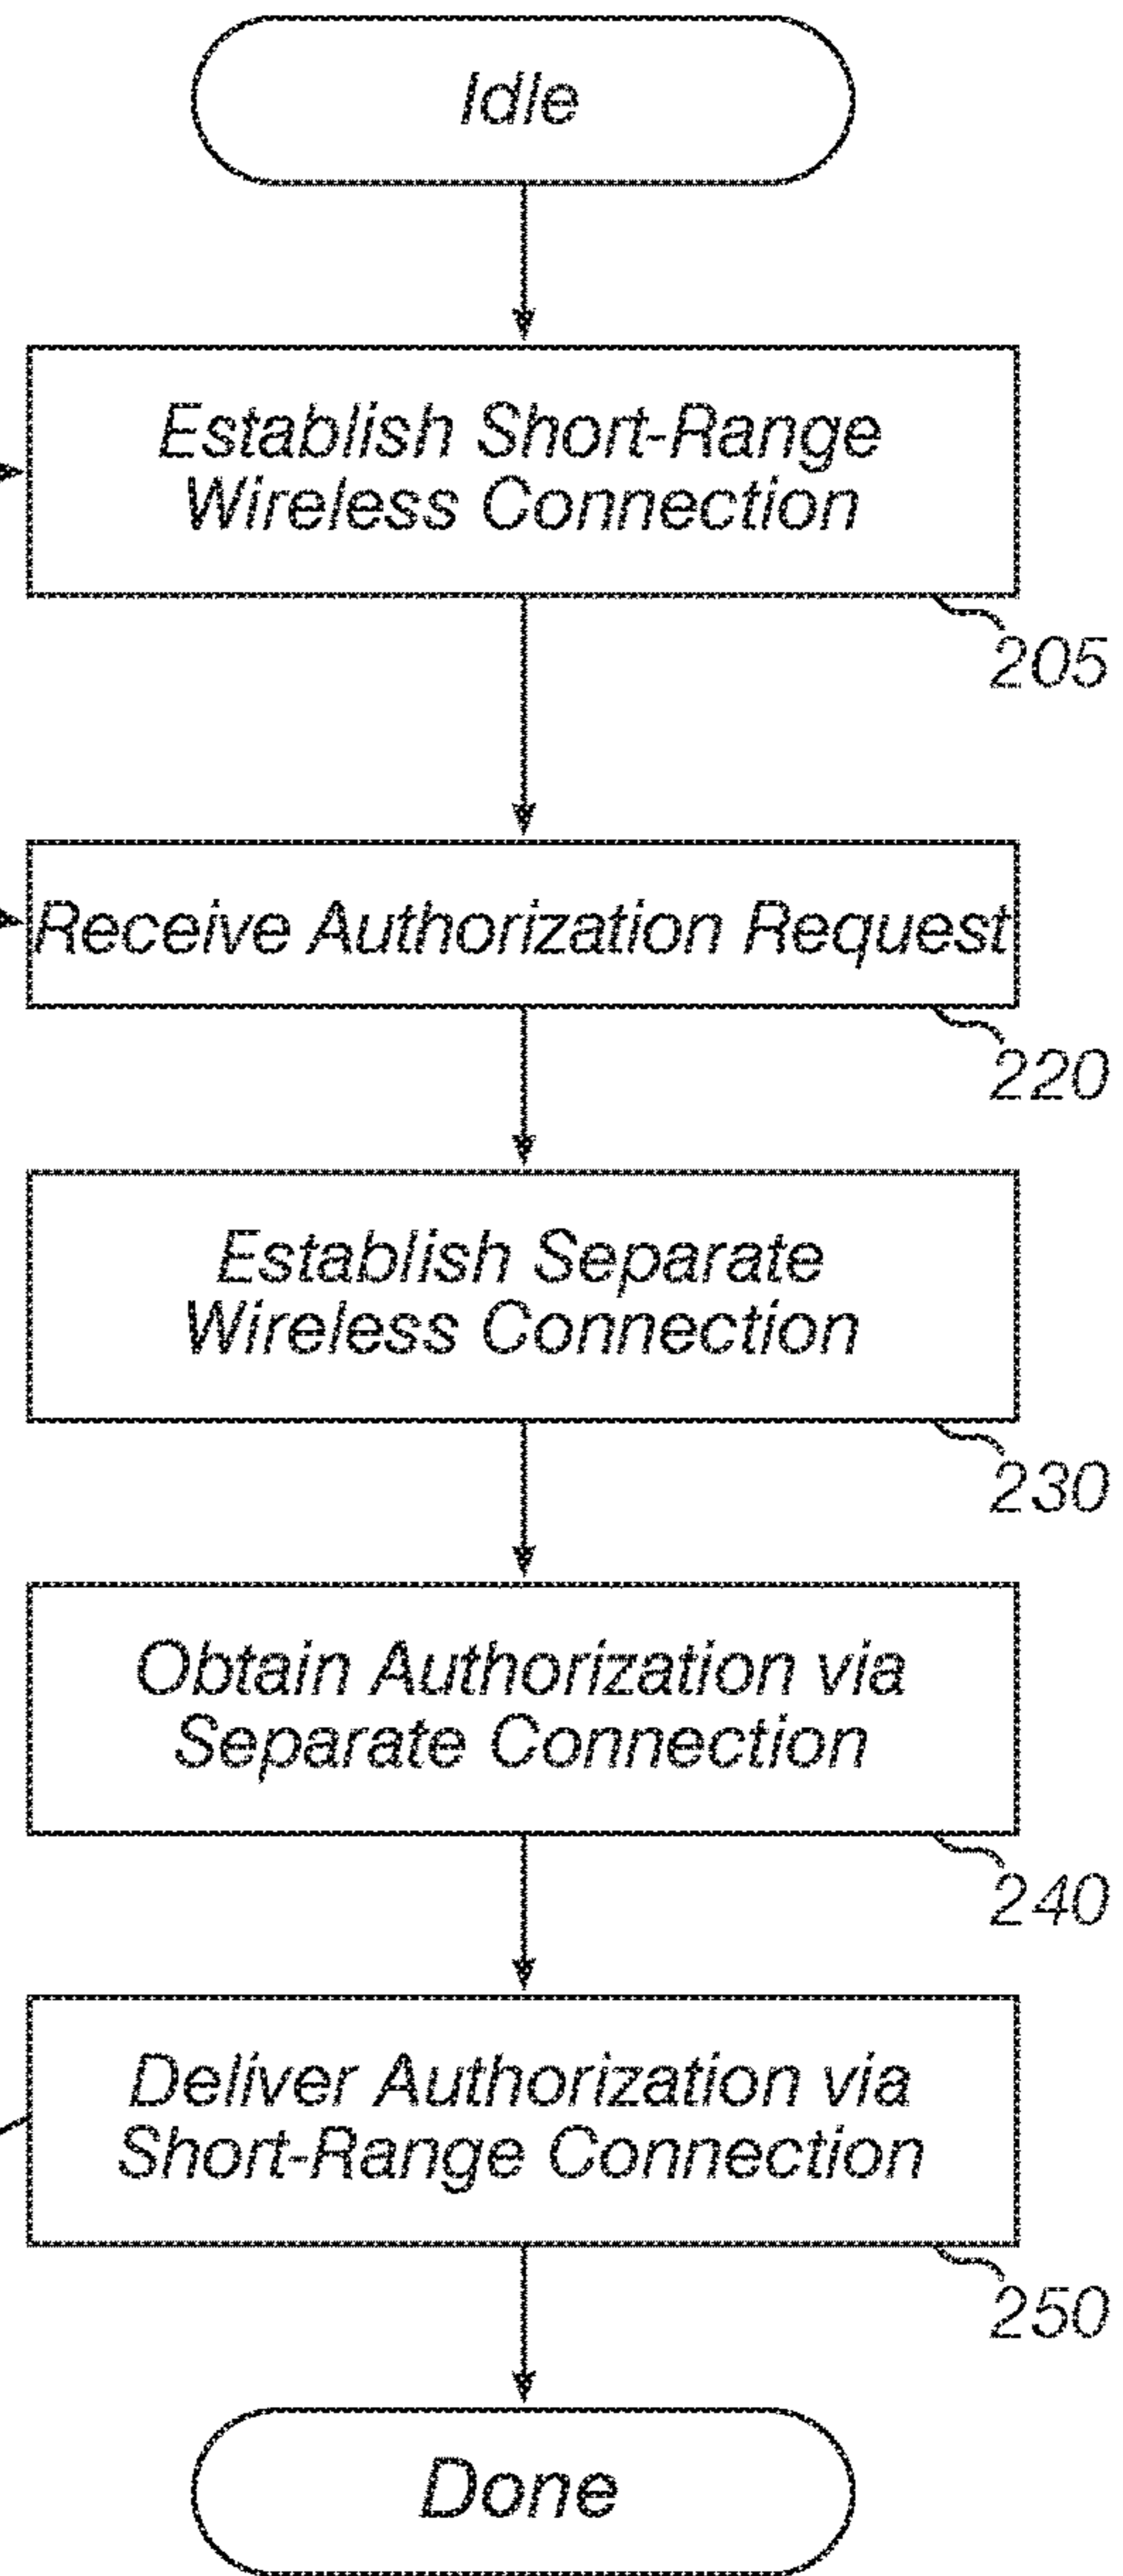 Idle
Establish Short-Range
Wireless Connection
205
Receive Authorization Request
220
Establish Separate
Wireless Connection
230
Obtain Authorization via
Separate Connection
240
Deliver Authorization via
Short-Range Connection
250
Done